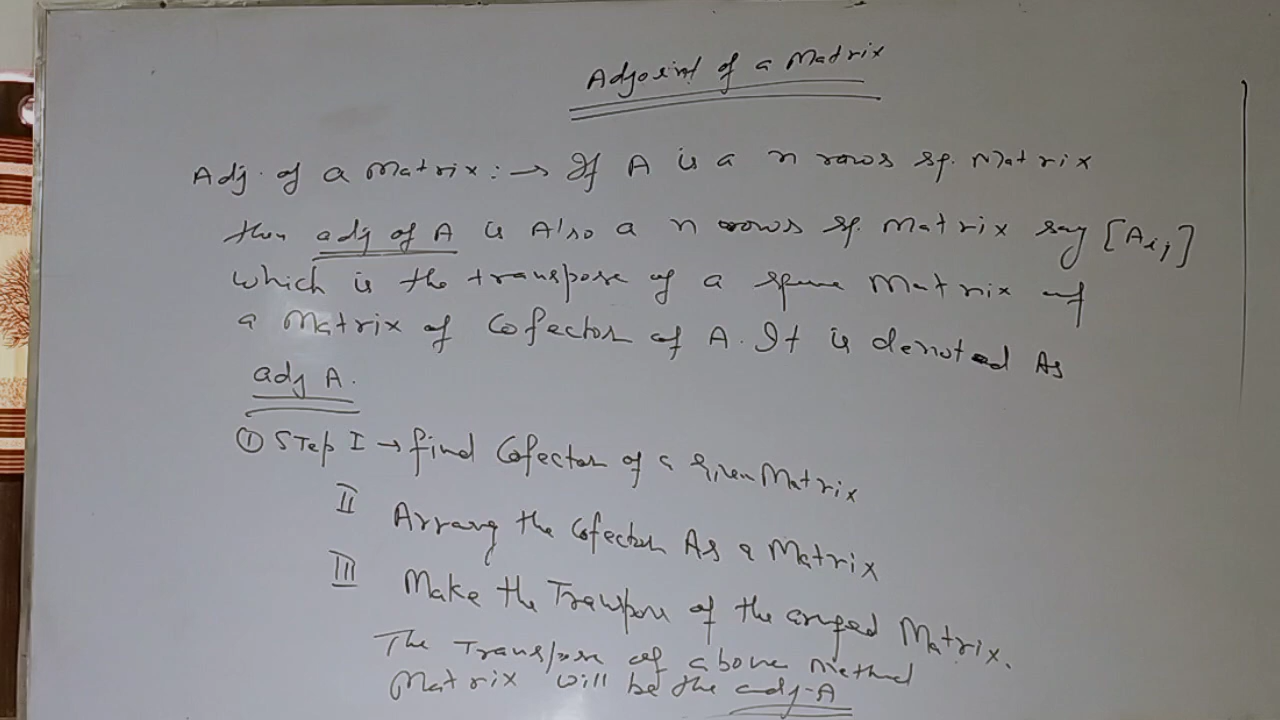 Adjoint of a Matrix
Adj. of a Matrix :→ If A is a n rows sq. Matrix
then adj of A is Also a n rows sq. Matrix say [Aij]
which is the transpose of a square Matrix of
a Matrix of Cofactor of A. It is denoted As
adj A.
① Step I → find Cofactor of a given Matrix
II Arrang the Cofactor As a Matrix
III Make the Transpose of the arranged Matrix.
The Transpose of above method
Matrix will be the adj-A